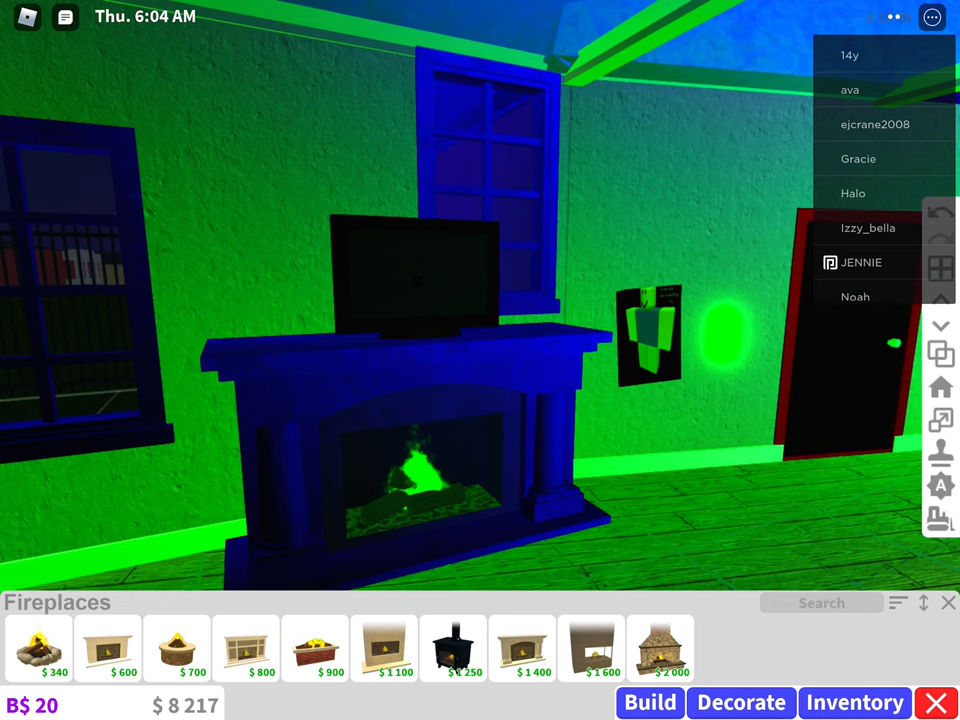 Thu. 6:04 AM
14y
ava
ejcrane2008
Gracie
Halo
Izzy_bella
JENNIE
Noah
A
Fireplaces
Search
$ 340
$ 600
$ 700
$ 800
$ 900
$ 1 100
$ 1 250
$ 1 400
$ 1 600
$ 2 000
B$ 20
$ 8 217
Build
Decorate
Inventory